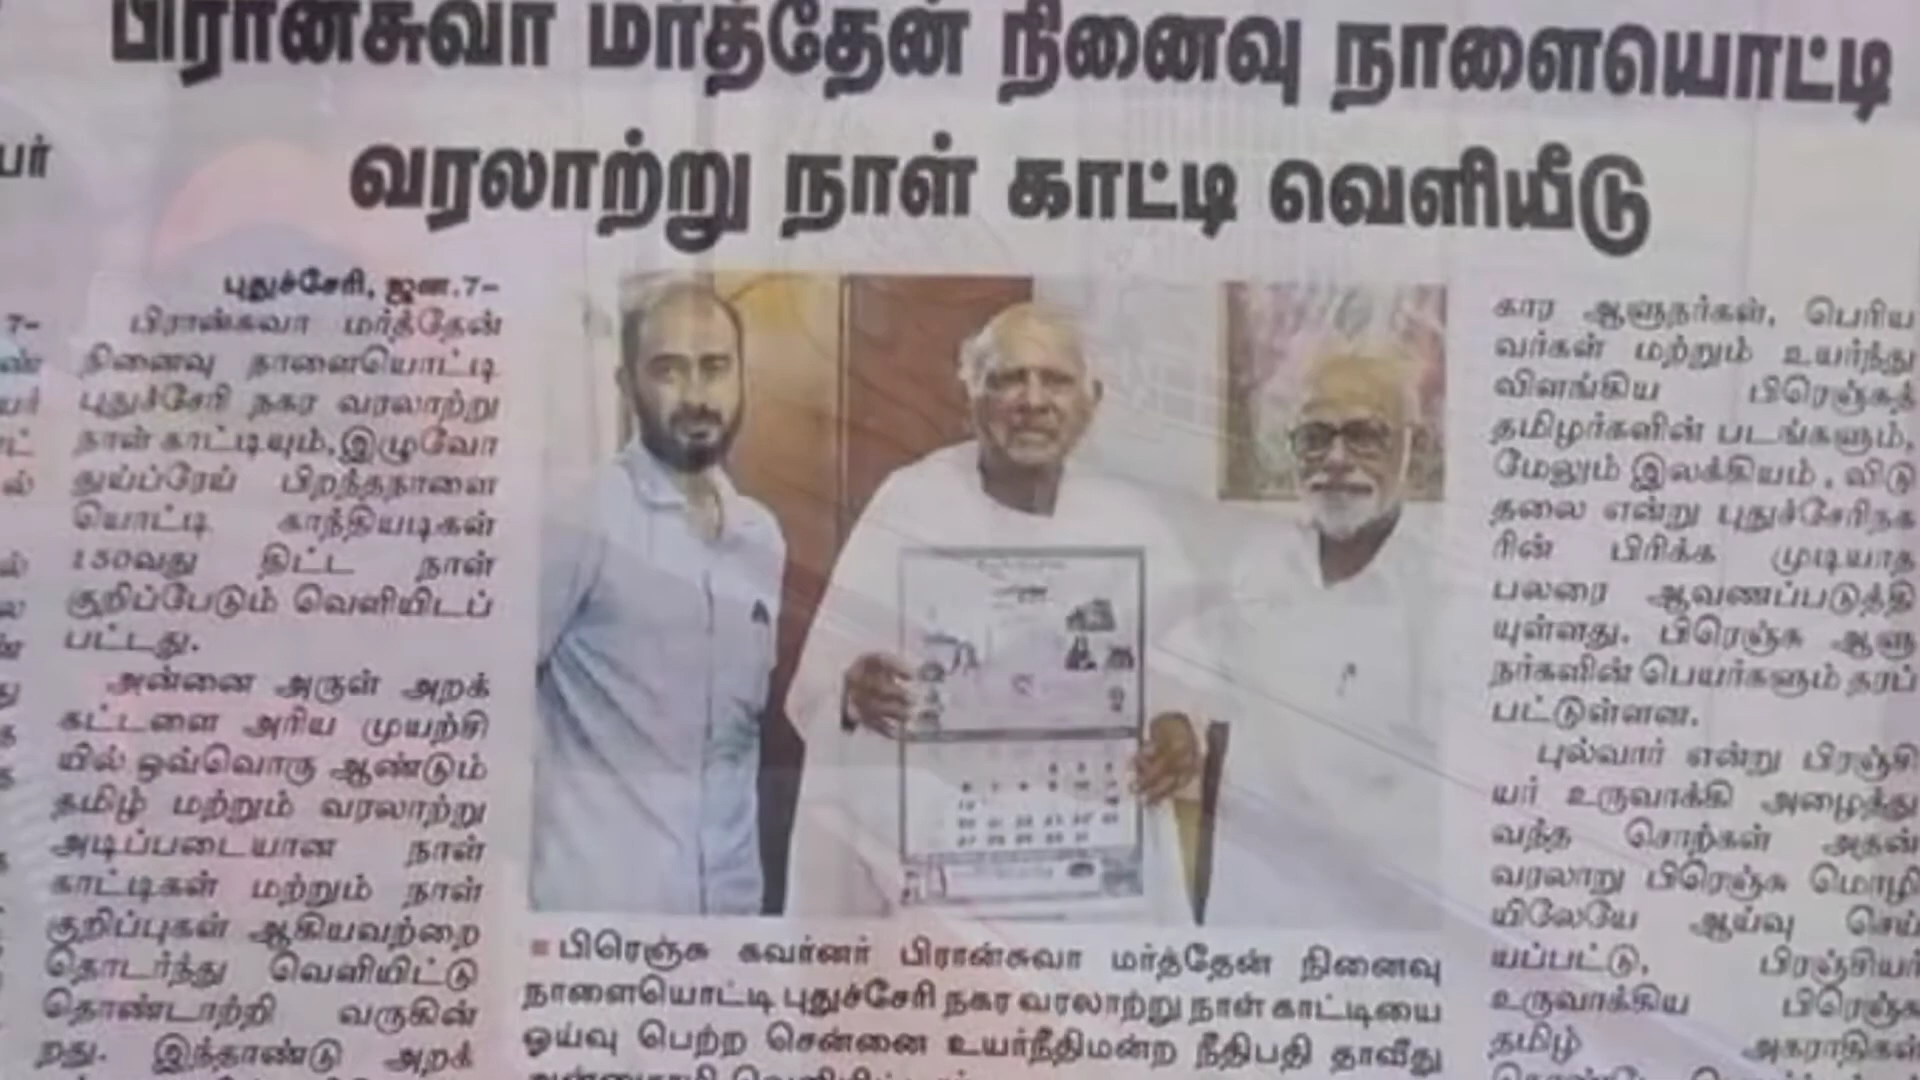 பிரான்சுவா மர்த்தேன் நினைவு நாளையொட்டி
வரலாற்று நாள் காட்டி வெளியீடு
புதுச்சேரி, ஜன.7–
பிரான்சுவா மர்த்தேன்
நினைவு நாளையொட்டி
புதுச்சேரி நகர வரலாற்று
நாள் காட்டியும்,இழுவோ
துய்ப்ரேய் பிறந்தநாளை
யொட்டி காந்தியடிகள்
150வது திட்ட நாள்
குறிப்பேடும் வெளியிடப்
பட்டது.
அன்னை அருள் அறக்
கட்டளை அரிய முயற்சி
யில் ஒவ்வொரு ஆண்டும்
தமிழ் மற்றும் வரலாற்று
அடிப்படையான நாள்
காட்டிகள் மற்றும் நாள்
குறிப்புகள் ஆகியவற்றை
தொடர்ந்து வெளியிட்டு
தொண்டாற்றி வருகின்
றது. இந்தாண்டு அறக்
பிரெஞ்சு கவர்னர் பிரான்சுவா மர்த்தேன் நினைவு
நாளையொட்டி புதுச்சேரி நகர வரலாற்று நாள் காட்டியை
ஓய்வு பெற்ற சென்னை உயர்நீதிமன்ற நீதிபதி தாவீது
கார ஆளுநர்கள், பெரிய
வர்கள் மற்றும் உயர்ந்து
விளங்கிய பிரெஞ்சுத்
தமிழர்களின் படங்களும்,
மேலும் இலக்கியம், விடு
தலை என்று புதுச்சேரிநக
ரின் பிரிக்க முடியாத
பலரை ஆவணப்படுத்தி
யுள்ளது. பிரெஞ்சு ஆளு
நர்களின் பெயர்களும் தரப்
பட்டுள்ளன.
புல்வார் என்று பிரஞ்சி
யர் உருவாக்கி அழைத்து
வந்த சொற்கள் அதன்
வரலாறு பிரெஞ்சு மொழி
யிலேயே ஆய்வு செய்
யப்பட்டு, பிரஞ்சியர்
உருவாக்கிய பிரெஞ்சு
தமிழ் அகராதிகள்